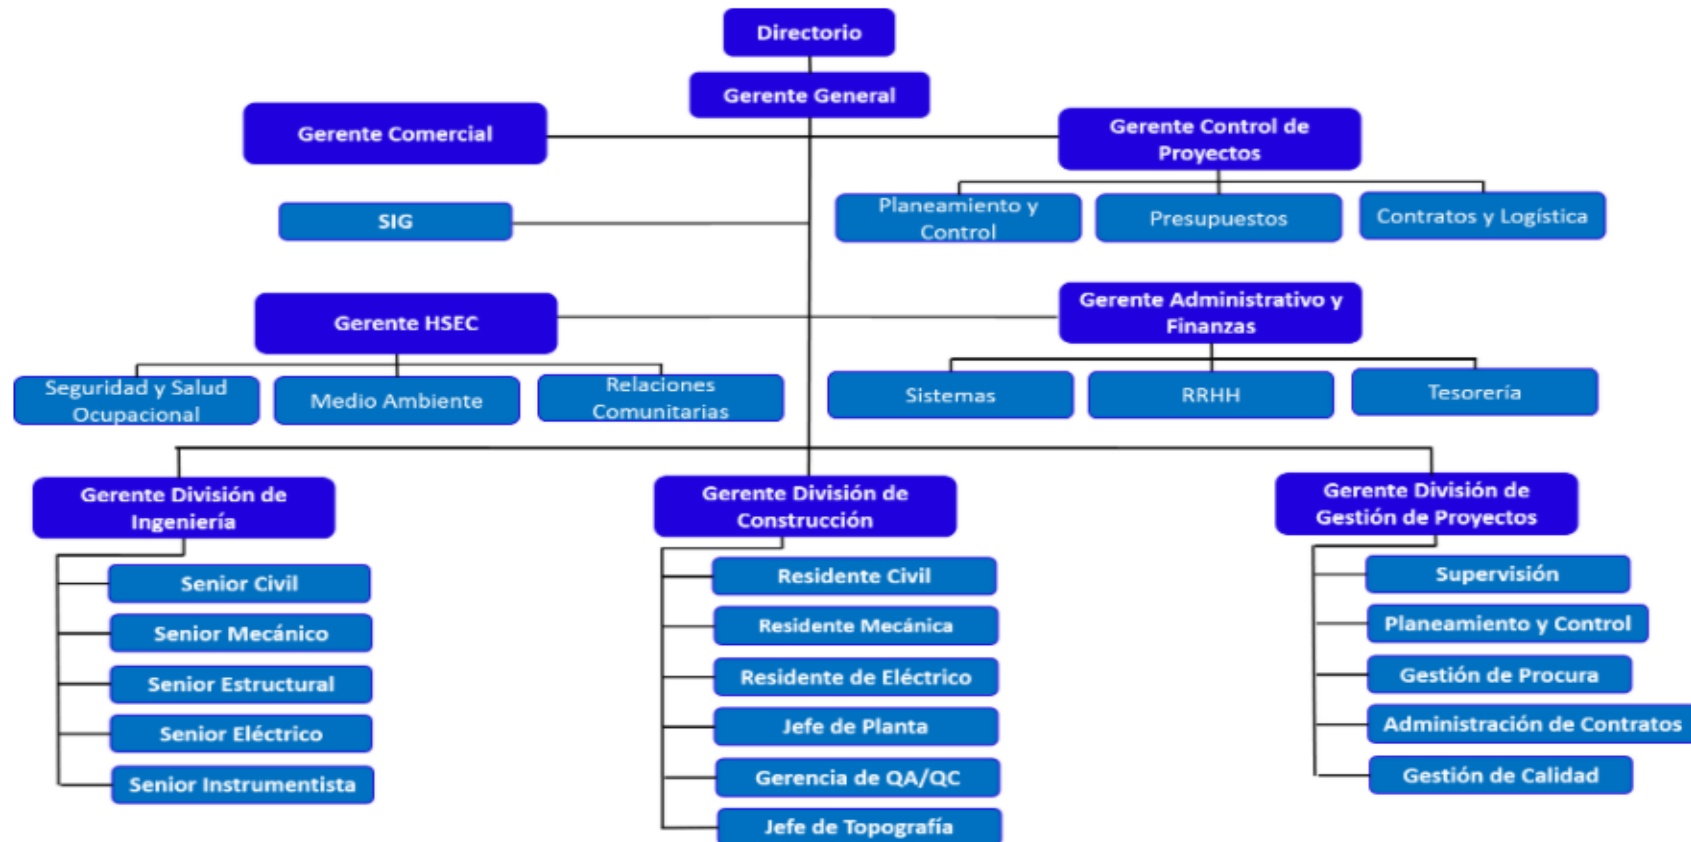 Directorio
Gerente General
Gerente Comercial
Gerente Control de
Proyectos
SIG
Planeamiento y
Control
Presupuestos
Contratos y Logística
Gerente HSEC
Gerente Administrativo y
Finanzas
Seguridad y Salud
Ocupacional
Medio Ambiente
Relaciones
Comunitarias
Sistemas
RRHH
Tesorería
Gerente División de
Ingeniería
Senior Civil
Senior Mecánico
Senior Estructural
Senior Eléctrico
Senior Instrumentista
Gerente División de
Construcción
Residente Civil
Residente Mecánica
Residente de Eléctrico
Jefe de Planta
Gerencia de QA/QC
Jefe de Topografía
Gerente División de
Gestión de Proyectos
Supervisión
Planeamiento y Control
Gestión de Procura
Administración de Contratos
Gestión de Calidad